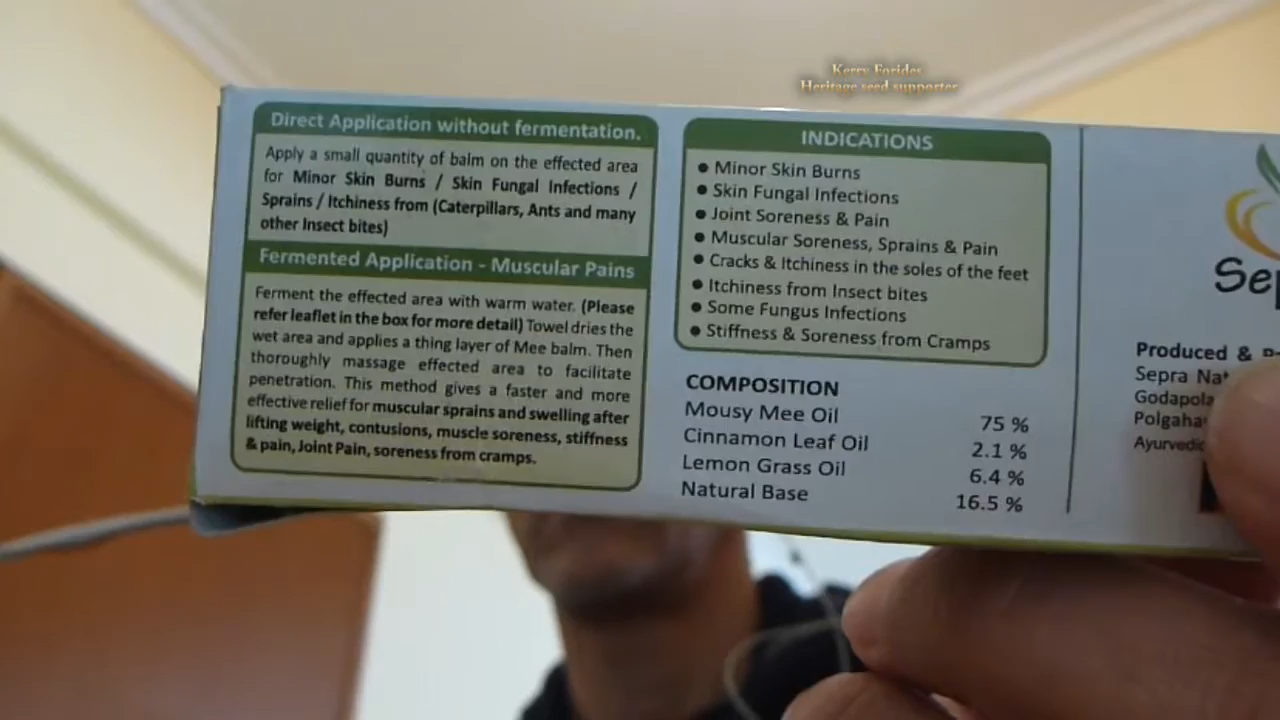 Kerry Forider
Heritage seed supporter
Direct Application without fermentation.
Apply a small quantity of balm on the effected area
for Minor Skin Burns / Skin Fungal Infections /
Sprains / Itchiness from (Caterpillars, Ants and many
other Insect bites)
Fermented Application - Muscular Pains
Ferment the effected area with warm water. (Please
refer leaflet in the box for more detail) Towel dries the
wet area and applies a thing layer of Mee balm. Then
thoroughly massage effected area to facilitate
penetration. This method gives a faster and more
effective relief for muscular sprains and swelling after
lifting weight, contusions, muscle soreness, stiffness
& pain, Joint Pain, soreness from cramps.
INDICATIONS
• Minor Skin Burns
• Skin Fungal Infections
• Joint Soreness & Pain
• Muscular Soreness, Sprains & Pain
• Cracks & Itchiness in the soles of the feet
• Itchiness from Insect bites
• Some Fungus Infections
• Stiffness & Soreness from Cramps
COMPOSITION
Mousy Mee Oil 75 %
Cinnamon Leaf Oil 2.1 %
Lemon Grass Oil 6.4 %
Natural Base 16.5 %
Sep
Produced &
Sepra Nat
Godapola
Polgaha
Ayurvedic